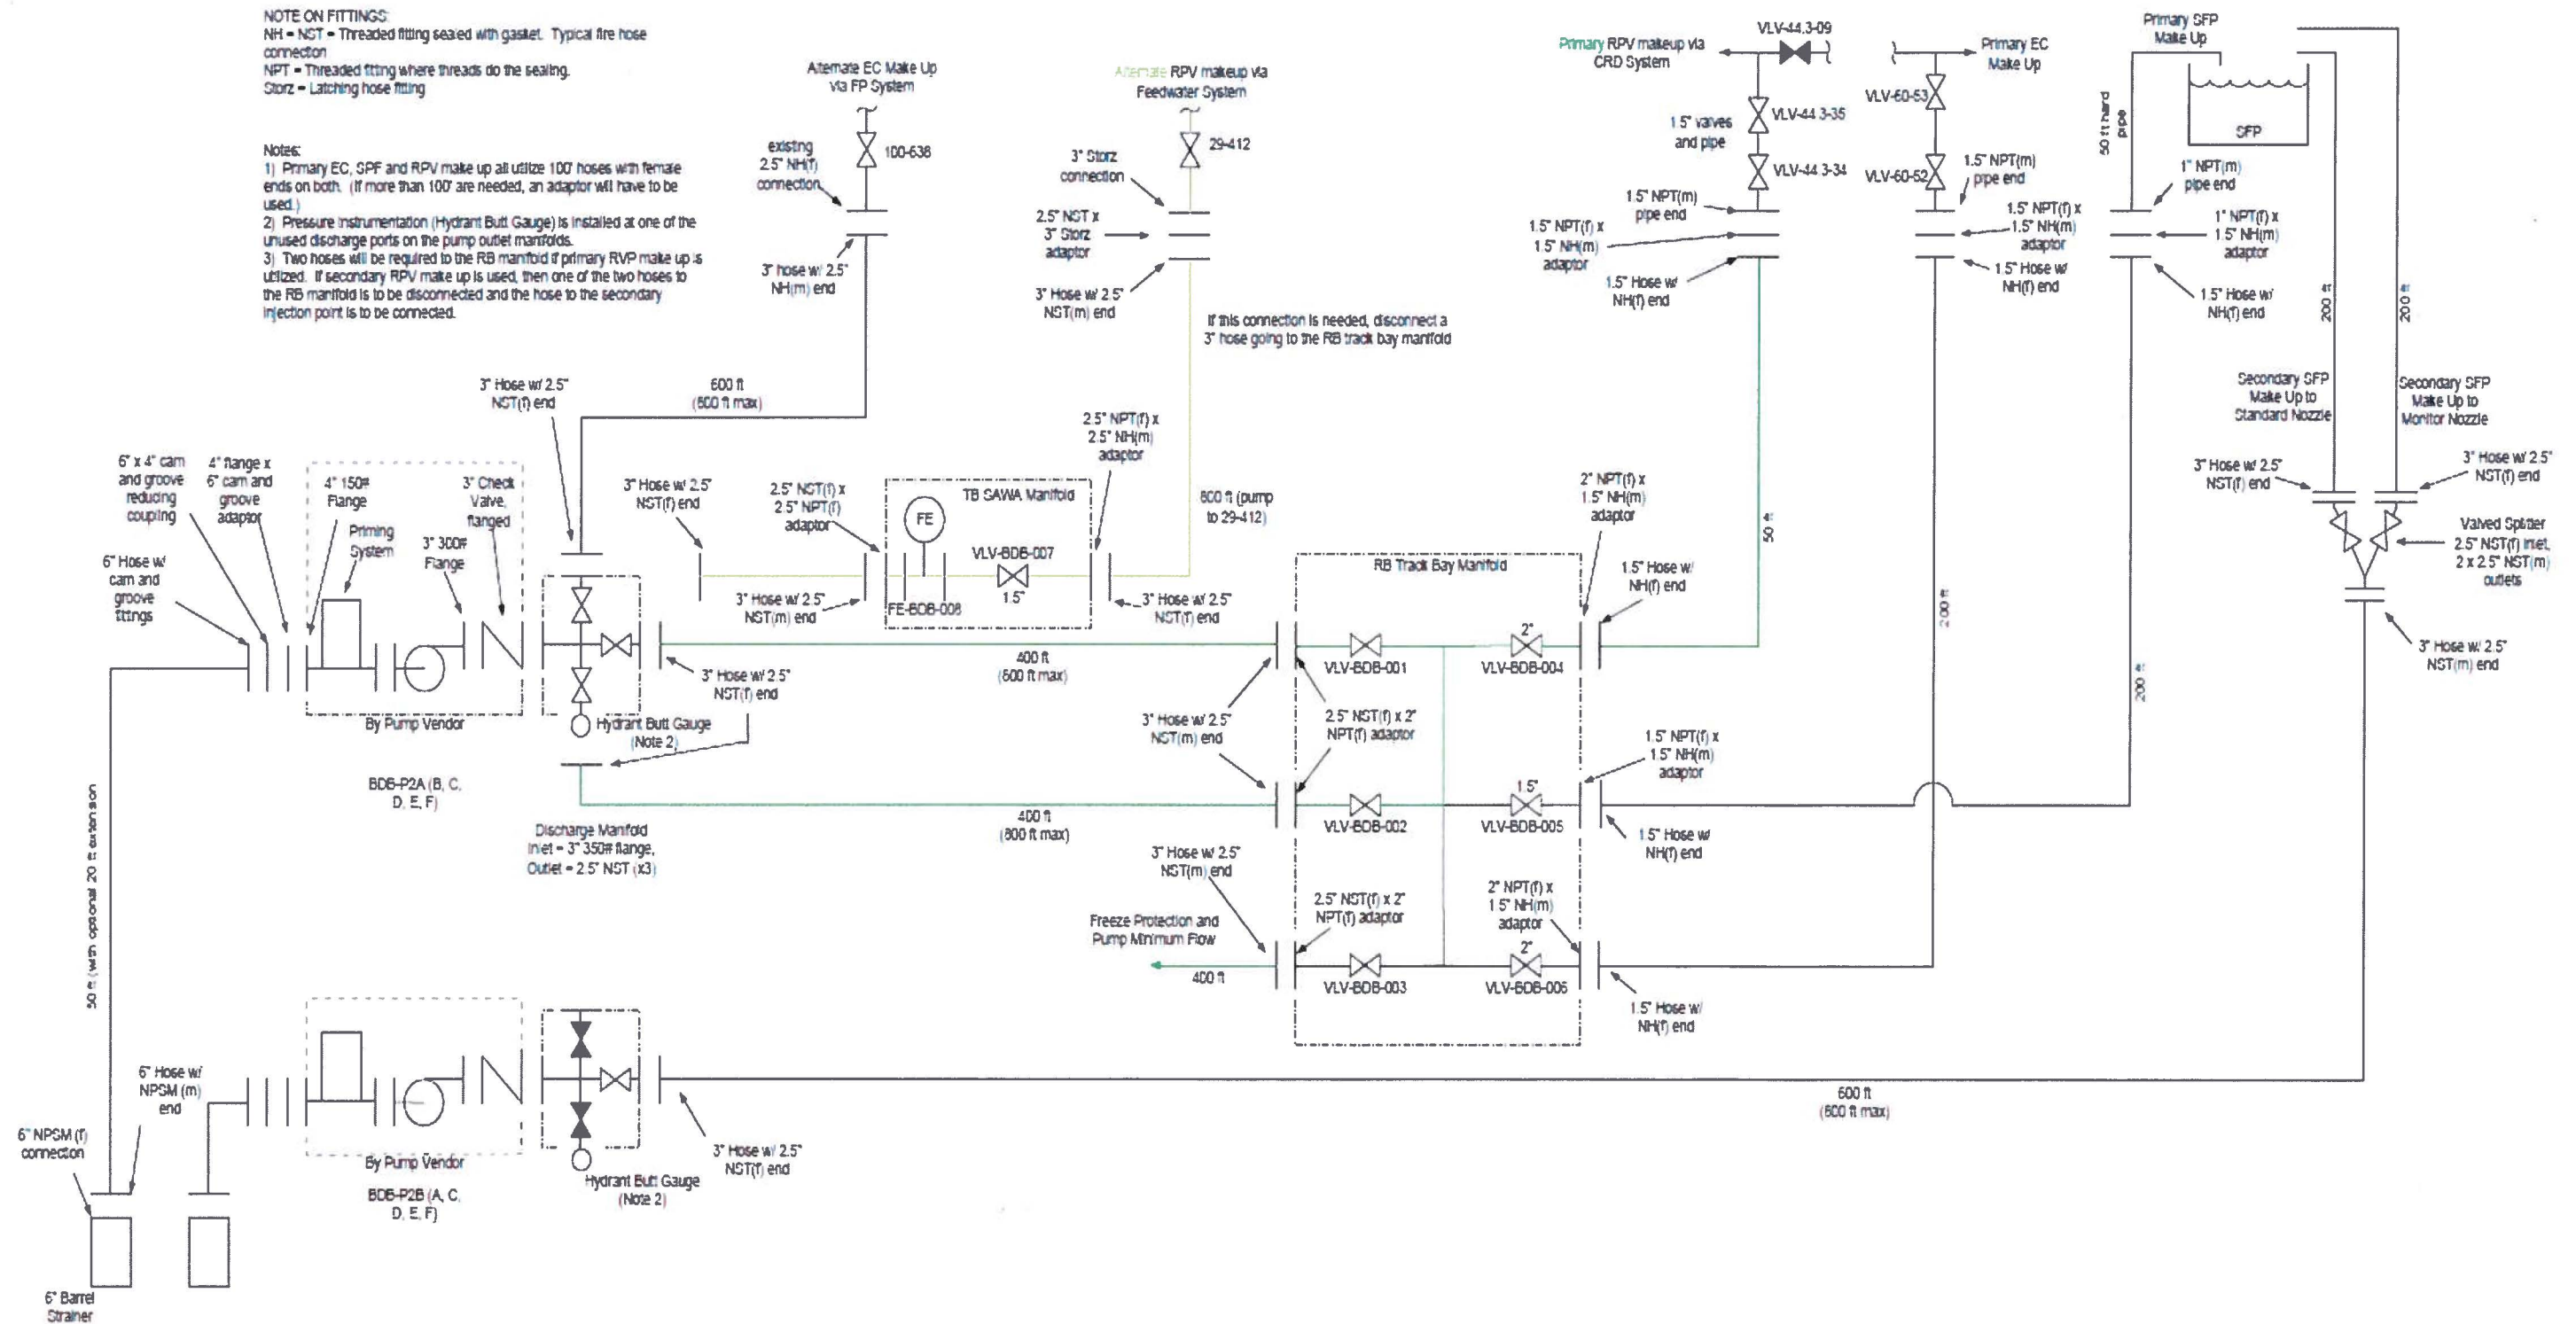 NOTE ON FITTINGS:
NH = NST = Threaded fitting sealed with gasket. Typical fire hose
connection
NPT = Threaded fitting where threads do the sealing.
Storz = Latching hose fitting
Notes:
1) Primary EC, SPF and RPV make up all utilize 100' hoses with female
ends on both. (If more than 100' are needed, an adaptor will have to be
used.)
2) Pressure Instrumentation (Hydrant Butt Gauge) is installed at one of the
unused discharge ports on the pump outlet manifolds.
3) Two hoses will be required to the RB manifold if primary RVP make up is
utilized. If secondary RPV make up is used, then one of the two hoses to
the RB manifold is to be disconnected and the hose to the secondary
injection point is to be connected.
Alternate EC Make Up
via FP System
existing
2.5" NH(f)
connection
100-638
3" hose w/ 2.5"
NH(m) end
Alternate RPV makeup via
Feedwater System
29-412
3" Storz
connection
2.5" NST x
3" Storz
adaptor
3" Hose w/ 2.5"
NST(m) end
If this connection is needed, disconnect a
3" hose going to the RB track bay manifold
Primary RPV makeup via
CRD System
VLV-44.3-09
1.5" valves
and pipe
VLV-44.3-35
VLV-44.3-34
1.5" NPT(m)
pipe end
1.5" NPT(f) x
1.5" NH(m)
adaptor
1.5" Hose w/
NH(f) end
Primary EC
Make Up
VLV-60-53
VLV-60-52
1.5" NPT(m)
pipe end
1.5" NPT(f) x
1.5" NH(m)
adaptor
1.5" Hose w/
NH(f) end
Primary SFP
Make Up
50 ft hard
pipe
SFP
1" NPT(m)
pipe end
1" NPT(f) x
1.5" NH(m)
adaptor
1.5" Hose w/
NH(f) end
200 ft
200 ft
Secondary SFP
Make Up to
Standard Nozzle
Secondary SFP
Make Up to
Monitor Nozzle
3" Hose w/ 2.5"
NST(f) end
3" Hose w/ 2.5"
NST(f) end
Valved Splitter
2.5" NST(f) inlet,
2 x 2.5" NST(m)
outlets
3" Hose w/ 2.5"
NST(m) end
3" Hose w/ 2.5"
NST(f) end
600 ft
(800 ft max)
6" x 4" cam
and groove
reducing
coupling
4" flange x
6" cam and
groove
adaptor
4" 150#
Flange
Priming
System
3" Check
Valve,
flanged
3" 300#
Flange
6" Hose w/
cam and
groove
fittings
By Pump Vendor
BDB-P2A (B, C,
D, E, F)
3" Hose w/ 2.5"
NST(f) end
2.5" NST(f) x
2.5" NPT(f)
adaptor
3" Hose w/ 2.5"
NST(m) end
TB SAWA Manifold
FE
FE-BDB-008
VLV-BDB-007
1.5"
2.5" NPT(f) x
2.5" NH(m)
adaptor
3" Hose w/ 2.5"
NST(f) end
800 ft (pump
to 29-412)
3" Hose w/ 2.5"
NST(f) end
Hydrant Butt Gauge
(Note 2)
Discharge Manifold
Inlet = 3" 350# flange,
Outlet = 2.5" NST (x3)
400 ft
(800 ft max)
400 ft
(800 ft max)
3" Hose w/ 2.5"
NST(m) end
2.5" NST(f) x 2"
NPT(f) adaptor
RB Track Bay Manifold
VLV-BDB-001
2"
VLV-BDB-004
VLV-BDB-002
1.5"
VLV-BDB-005
VLV-BDB-003
2"
VLV-BDB-006
2" NPT(f) x
1.5" NH(m)
adaptor
1.5" Hose w/
NH(f) end
50 ft
1.5" NPT(f) x
1.5" NH(m)
adaptor
1.5" Hose w/
NH(f) end
200 ft
200 ft
3" Hose w/ 2.5"
NST(m) end
2.5" NST(f) x 2"
NPT(f) adaptor
2" NPT(f) x
1.5" NH(m)
adaptor
1.5" Hose w/
NH(f) end
Freeze Protection and
Pump Minimum Flow
400 ft
50 ft (with optional 20 ft extension)
6" Hose w/
NPSM (m)
end
6" NPSM (f)
connection
6" Barrel
Strainer
By Pump Vendor
BDB-P2B (A, C,
D, E, F)
Hydrant Butt Gauge
(Note 2)
3" Hose w/ 2.5"
NST(f) end
600 ft
(800 ft max)